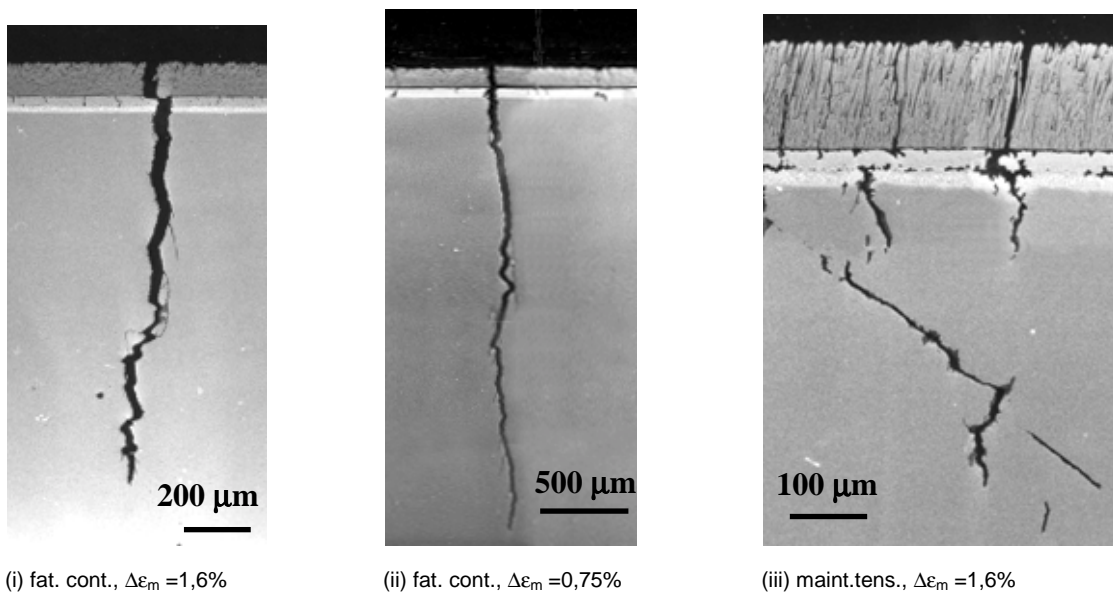 200 μm
500 μm
100 μm
(i) fat. cont., Δεm =1,6%
(ii) fat. cont., Δεm =0,75%
(iii) maint.tens., Δεm =1,6%